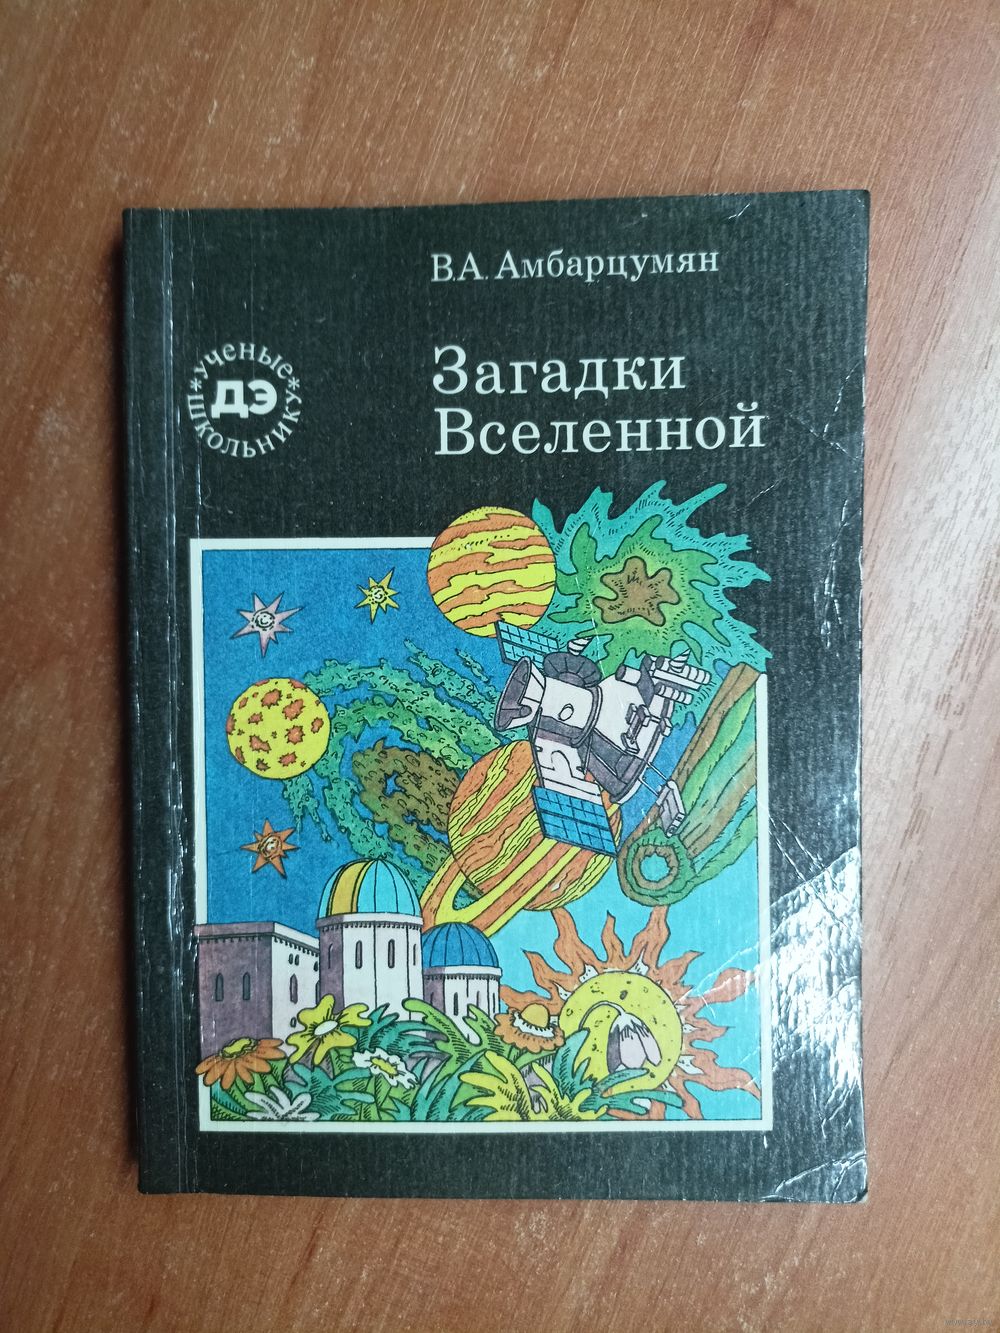 В.А. Амбарцумян
Загадки
Вселенной
*ученые*
ДЭ
школьнику